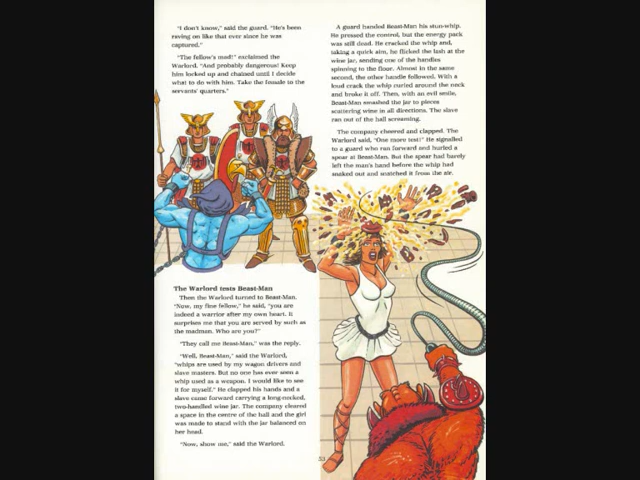 "I don't know," said the guard. "He's been
raving on like that ever since he was
captured."
"The fellow's mad!" exclaimed the
Warlord. "And probably dangerous! Keep
him locked up and chained until I decide
what to do with him. Take the female to the
servants' quarters."
The Warlord tests Beast-Man
Then the Warlord turned to Beast-Man.
"Now, my fine fellow," he said, "you are
indeed a warrior after my own heart. It
surprises me that you are served by such as
the madman. Who are you?"
"They call me Beast-Man," was the reply.
"Well, Beast-Man," said the Warlord,
"whips are used by my wagon drivers and
slave masters. But no one has ever seen a
whip used as a weapon. I would like to see
it for myself." He clapped his hands and a
slave came forward carrying a long-necked,
two-handled wine jar. The company cleared
a space in the centre of the hall and the girl
was made to stand with the jar balanced on
her head.
"Now, show me," said the Warlord.
A guard handed Beast-Man his stun-whip.
He pressed the control, but the energy pack
was still dead. He cracked the whip and,
taking a quick aim, he flicked the lash at the
wine jar, sending one of the handles
spinning to the floor. Almost in the same
second, the other handle followed. With a
loud crack the whip curled around the neck
and broke it off. Then, with an evil smile,
Beast-Man smashed the jar to pieces
scattering wine in all directions. The slave
ran out of the hall screaming.
The company cheered and clapped. The
Warlord said, "One more test!" He signalled
to a guard who ran forward and hurled a
spear at Beast-Man. But the spear had barely
left the man's hand before the whip had
snaked out and snatched it from the air.
53